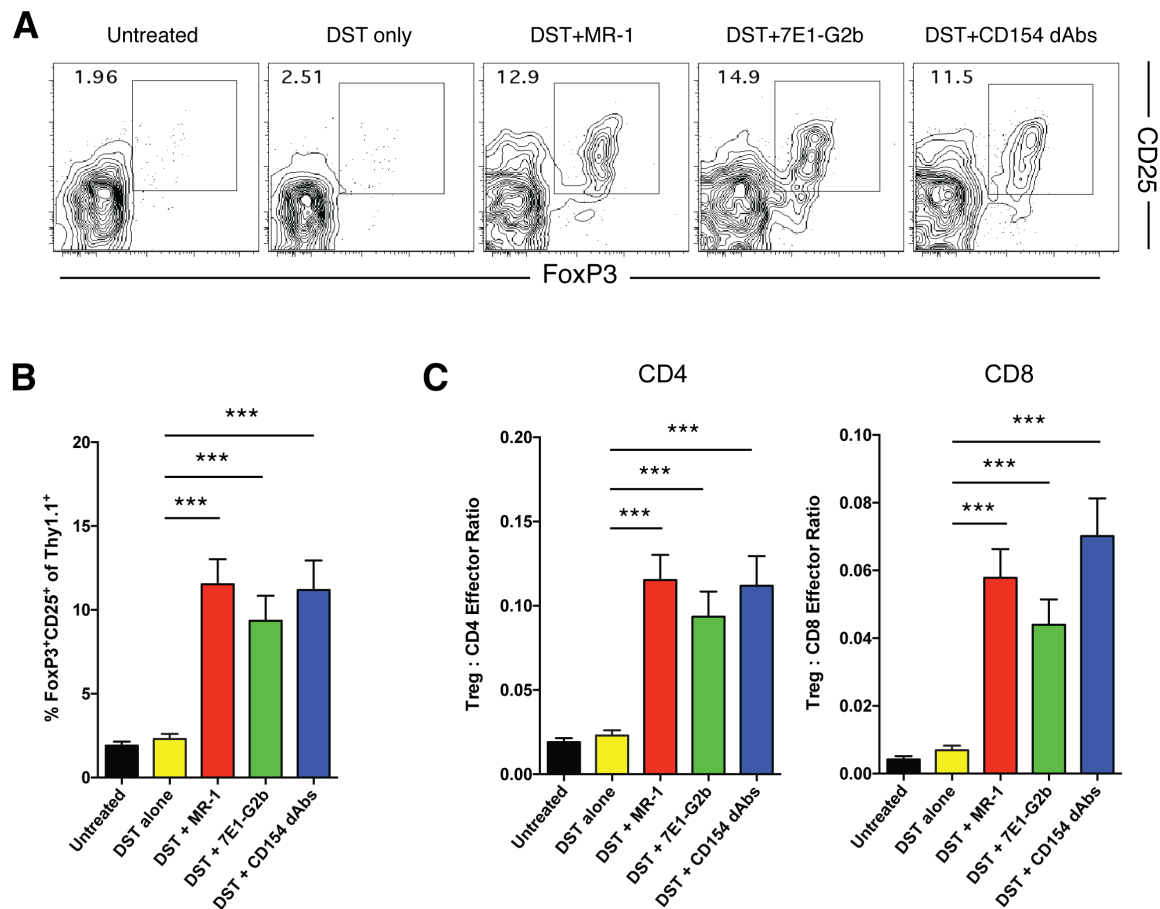 A
Untreated
DST only
DST+MR-1
DST+7E1-G2b
DST+CD154 dAbs
1.96
2.51
12.9
14.9
11.5
CD25
FoxP3
B
% FoxP3⁺CD25⁺ of Thy1.1⁺
20
15
10
5
0
***
***
***
Untreated
DST alone
DST + MR-1
DST + 7E1-G2b
DST + CD154 dAbs
C
CD4
Treg : CD4 Effector Ratio
0.20
0.15
0.10
0.05
0.00
***
***
***
Untreated
DST alone
DST + MR-1
DST + 7E1-G2b
DST + CD154 dAbs
CD8
Treg : CD8 Effector Ratio
0.10
0.08
0.06
0.04
0.02
0.00
***
***
***
Untreated
DST alone
DST + MR-1
DST + 7E1-G2b
DST + CD154 dAbs